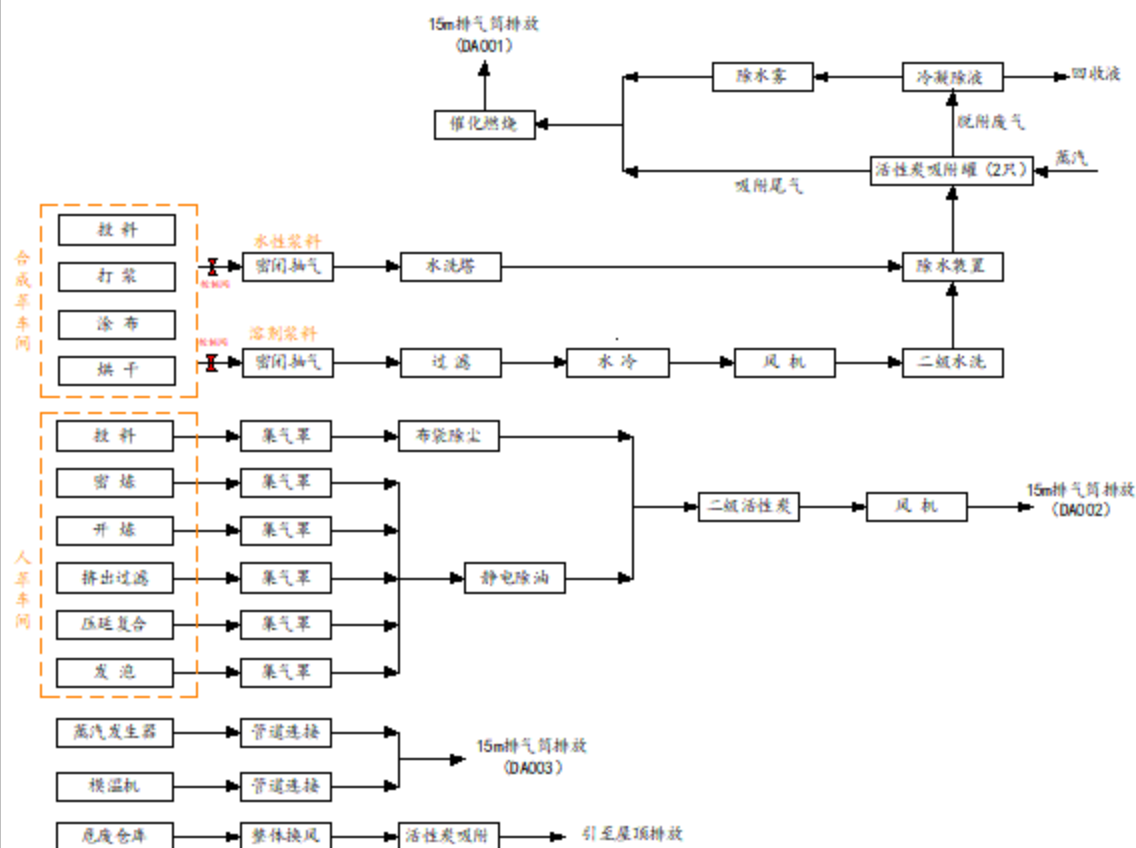 15m排气筒排放
（DA001）
除水雾
冷凝除液
回收液
催化燃烧
脱附废气
蒸汽
活性炭吸附罐（2只）
吸附尾气
合成革车间
投 料
打 浆
涂 布
烘 干
水性浆料
密闭抽气
水洗塔
除水装置
溶剂浆料
密闭抽气
过 滤
水 冷
风 机
二级水洗
人革车间
投 料
集气罩
布袋除尘
密 炼
集气罩
开 炼
集气罩
挤出过滤
集气罩
静电除油
压延复合
集气罩
发 泡
集气罩
二级活性炭
风 机
15m排气筒排放
（DA002）
蒸汽发生器
管道连接
模温机
管道连接
15m排气筒排放
（DA003）
危废仓库
整体换风
活性炭吸附
引至屋顶排放